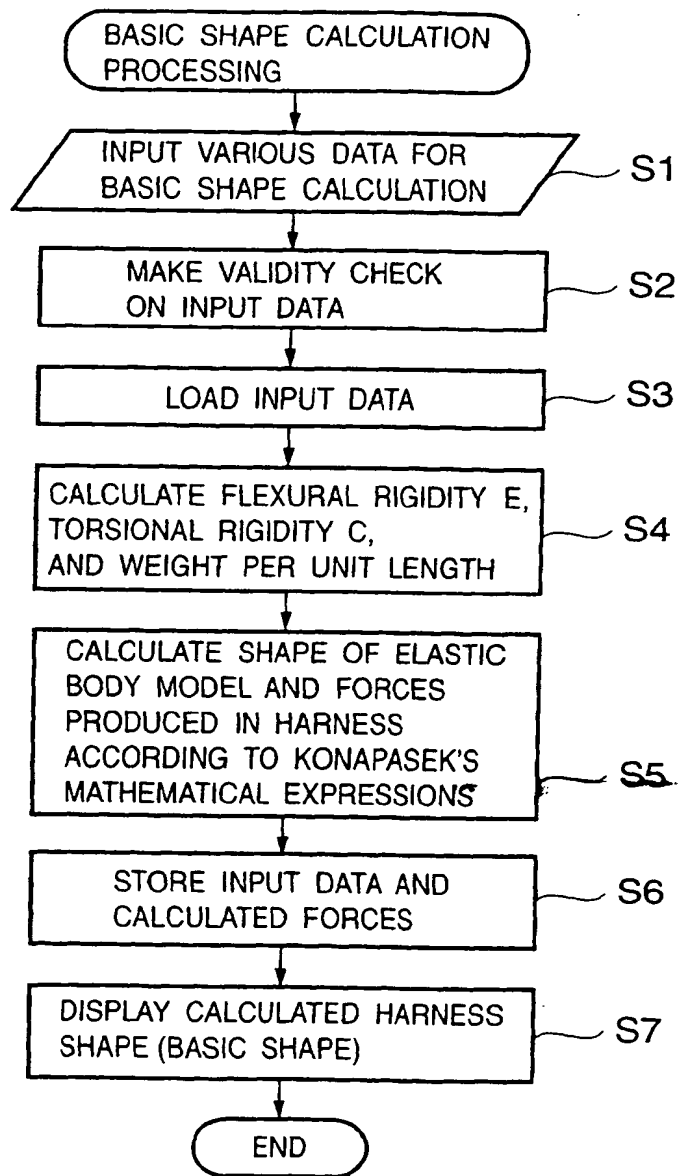 BASIC SHAPE CALCULATION
PROCESSING
INPUT VARIOUS DATA FOR
BASIC SHAPE CALCULATION
S1
MAKE VALIDITY CHECK
ON INPUT DATA
S2
LOAD INPUT DATA
S3
CALCULATE FLEXURAL RIGIDITY E,
TORSIONAL RIGIDITY C,
AND WEIGHT PER UNIT LENGTH
S4
CALCULATE SHAPE OF ELASTIC
BODY MODEL AND FORCES
PRODUCED IN HARNESS
ACCORDING TO KONAPASEK'S
MATHEMATICAL EXPRESSIONS
S5
STORE INPUT DATA AND
CALCULATED FORCES
S6
DISPLAY CALCULATED HARNESS
SHAPE (BASIC SHAPE)
S7
END